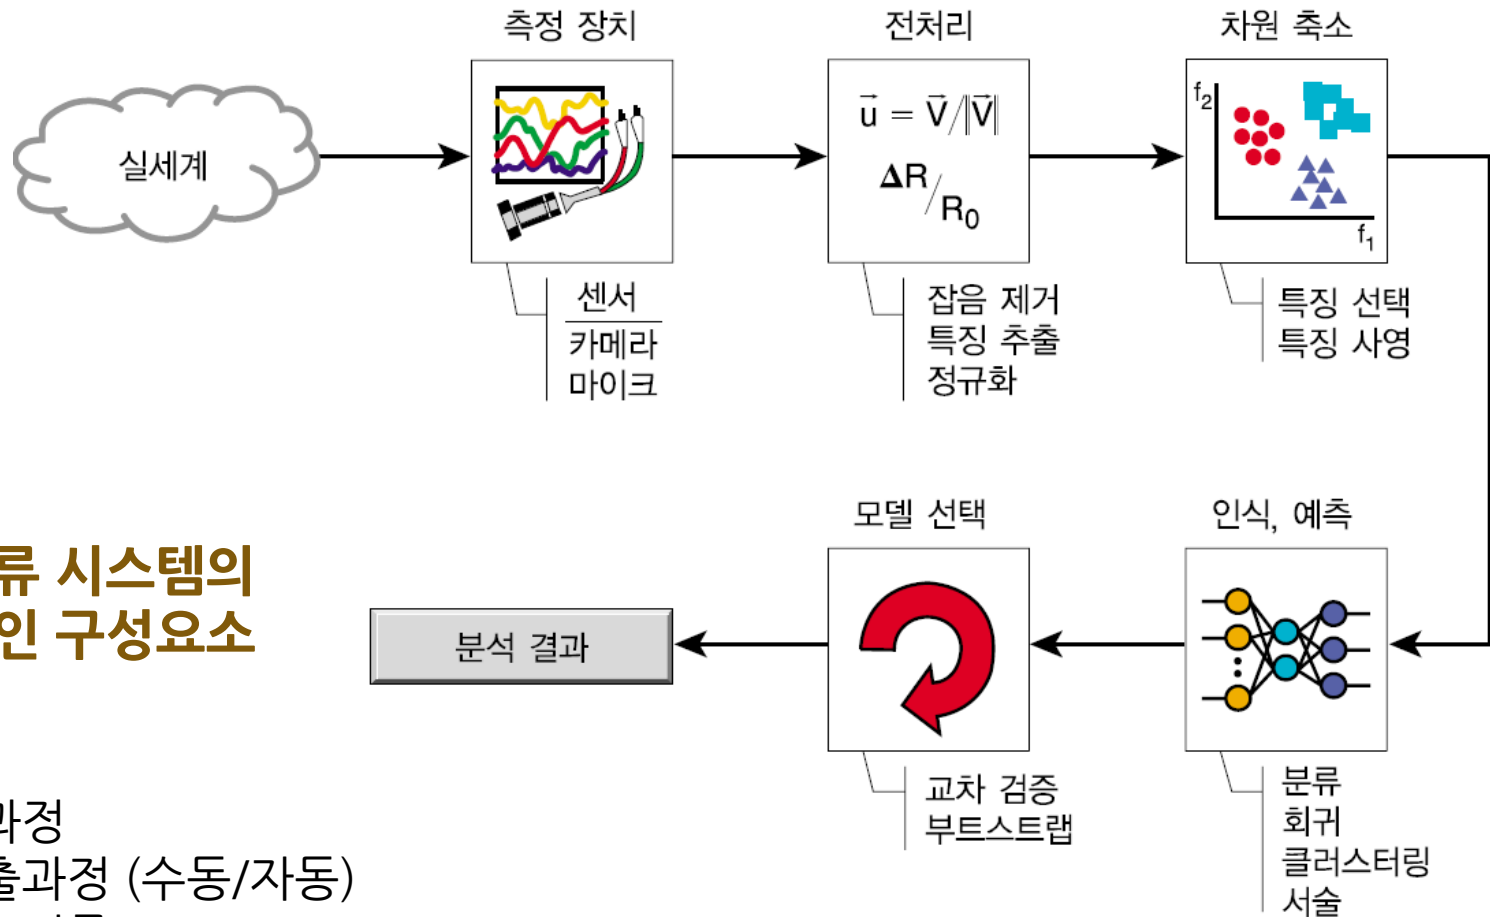 측정 장치
전처리
차원 축소
실세계
u⃗ = V⃗/‖V⃗‖
ΔR/R₀
f₂
f₁
센서
카메라
마이크
잡음 제거
특징 추출
정규화
특징 선택
특징 사영
모델 선택
인식, 예측
류 시스템의
인 구성요소
분석 결과
교차 검증
부트스트랩
분류
회귀
클러스터링
서술
과정
출과정 (수동/자동)